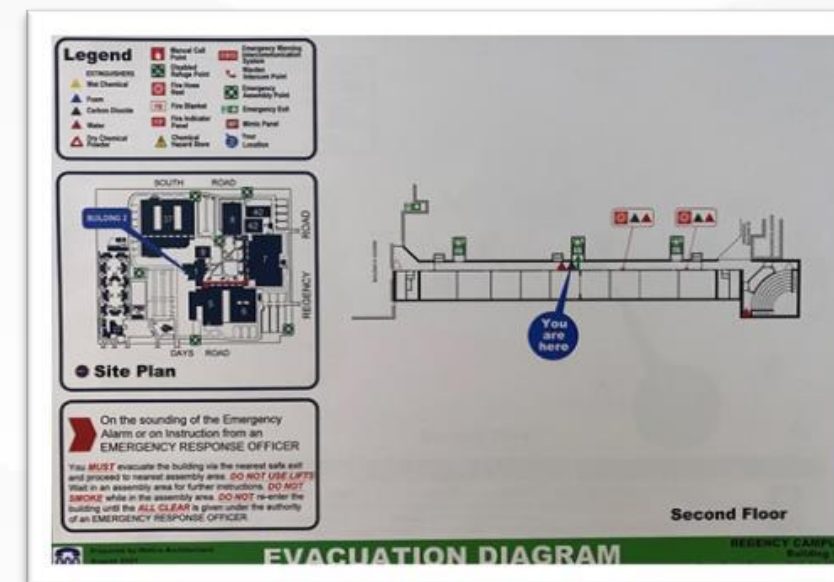 Legend
EXTINGUISHERS
Wet Chemical
Foam
Carbon Dioxide
Water
Dry Chemical
Powder
Manual Call
Point
Disabled
Refuge Point
Fire Hose
Reel
Fire Blanket
Fire Indicator
Panel
Chemical
Hazard Store
Emergency Warning
Intercommunication
System
Warden
Intercom Point
Emergency
Assembly Point
Emergency Exit
Mimic Panel
Your
Location
SOUTH ROAD
BUILDING 2
REGENCY ROAD
7
5
6
DAYS ROAD
Site Plan
You
are
here
On the sounding of the Emergency
Alarm or on Instruction from an
EMERGENCY RESPONSE OFFICER
You MUST evacuate the building via the nearest safe exit
and proceed to nearest assembly area. DO NOT USE LIFTS
Wait in an assembly area for further instructions. DO NOT
SMOKE while in the assembly area. DO NOT re-enter the
building until the ALL CLEAR is given under the authority
of an EMERGENCY RESPONSE OFFICER.
Second Floor
EVACUATION DIAGRAM
REGENCY CAMPU
Building